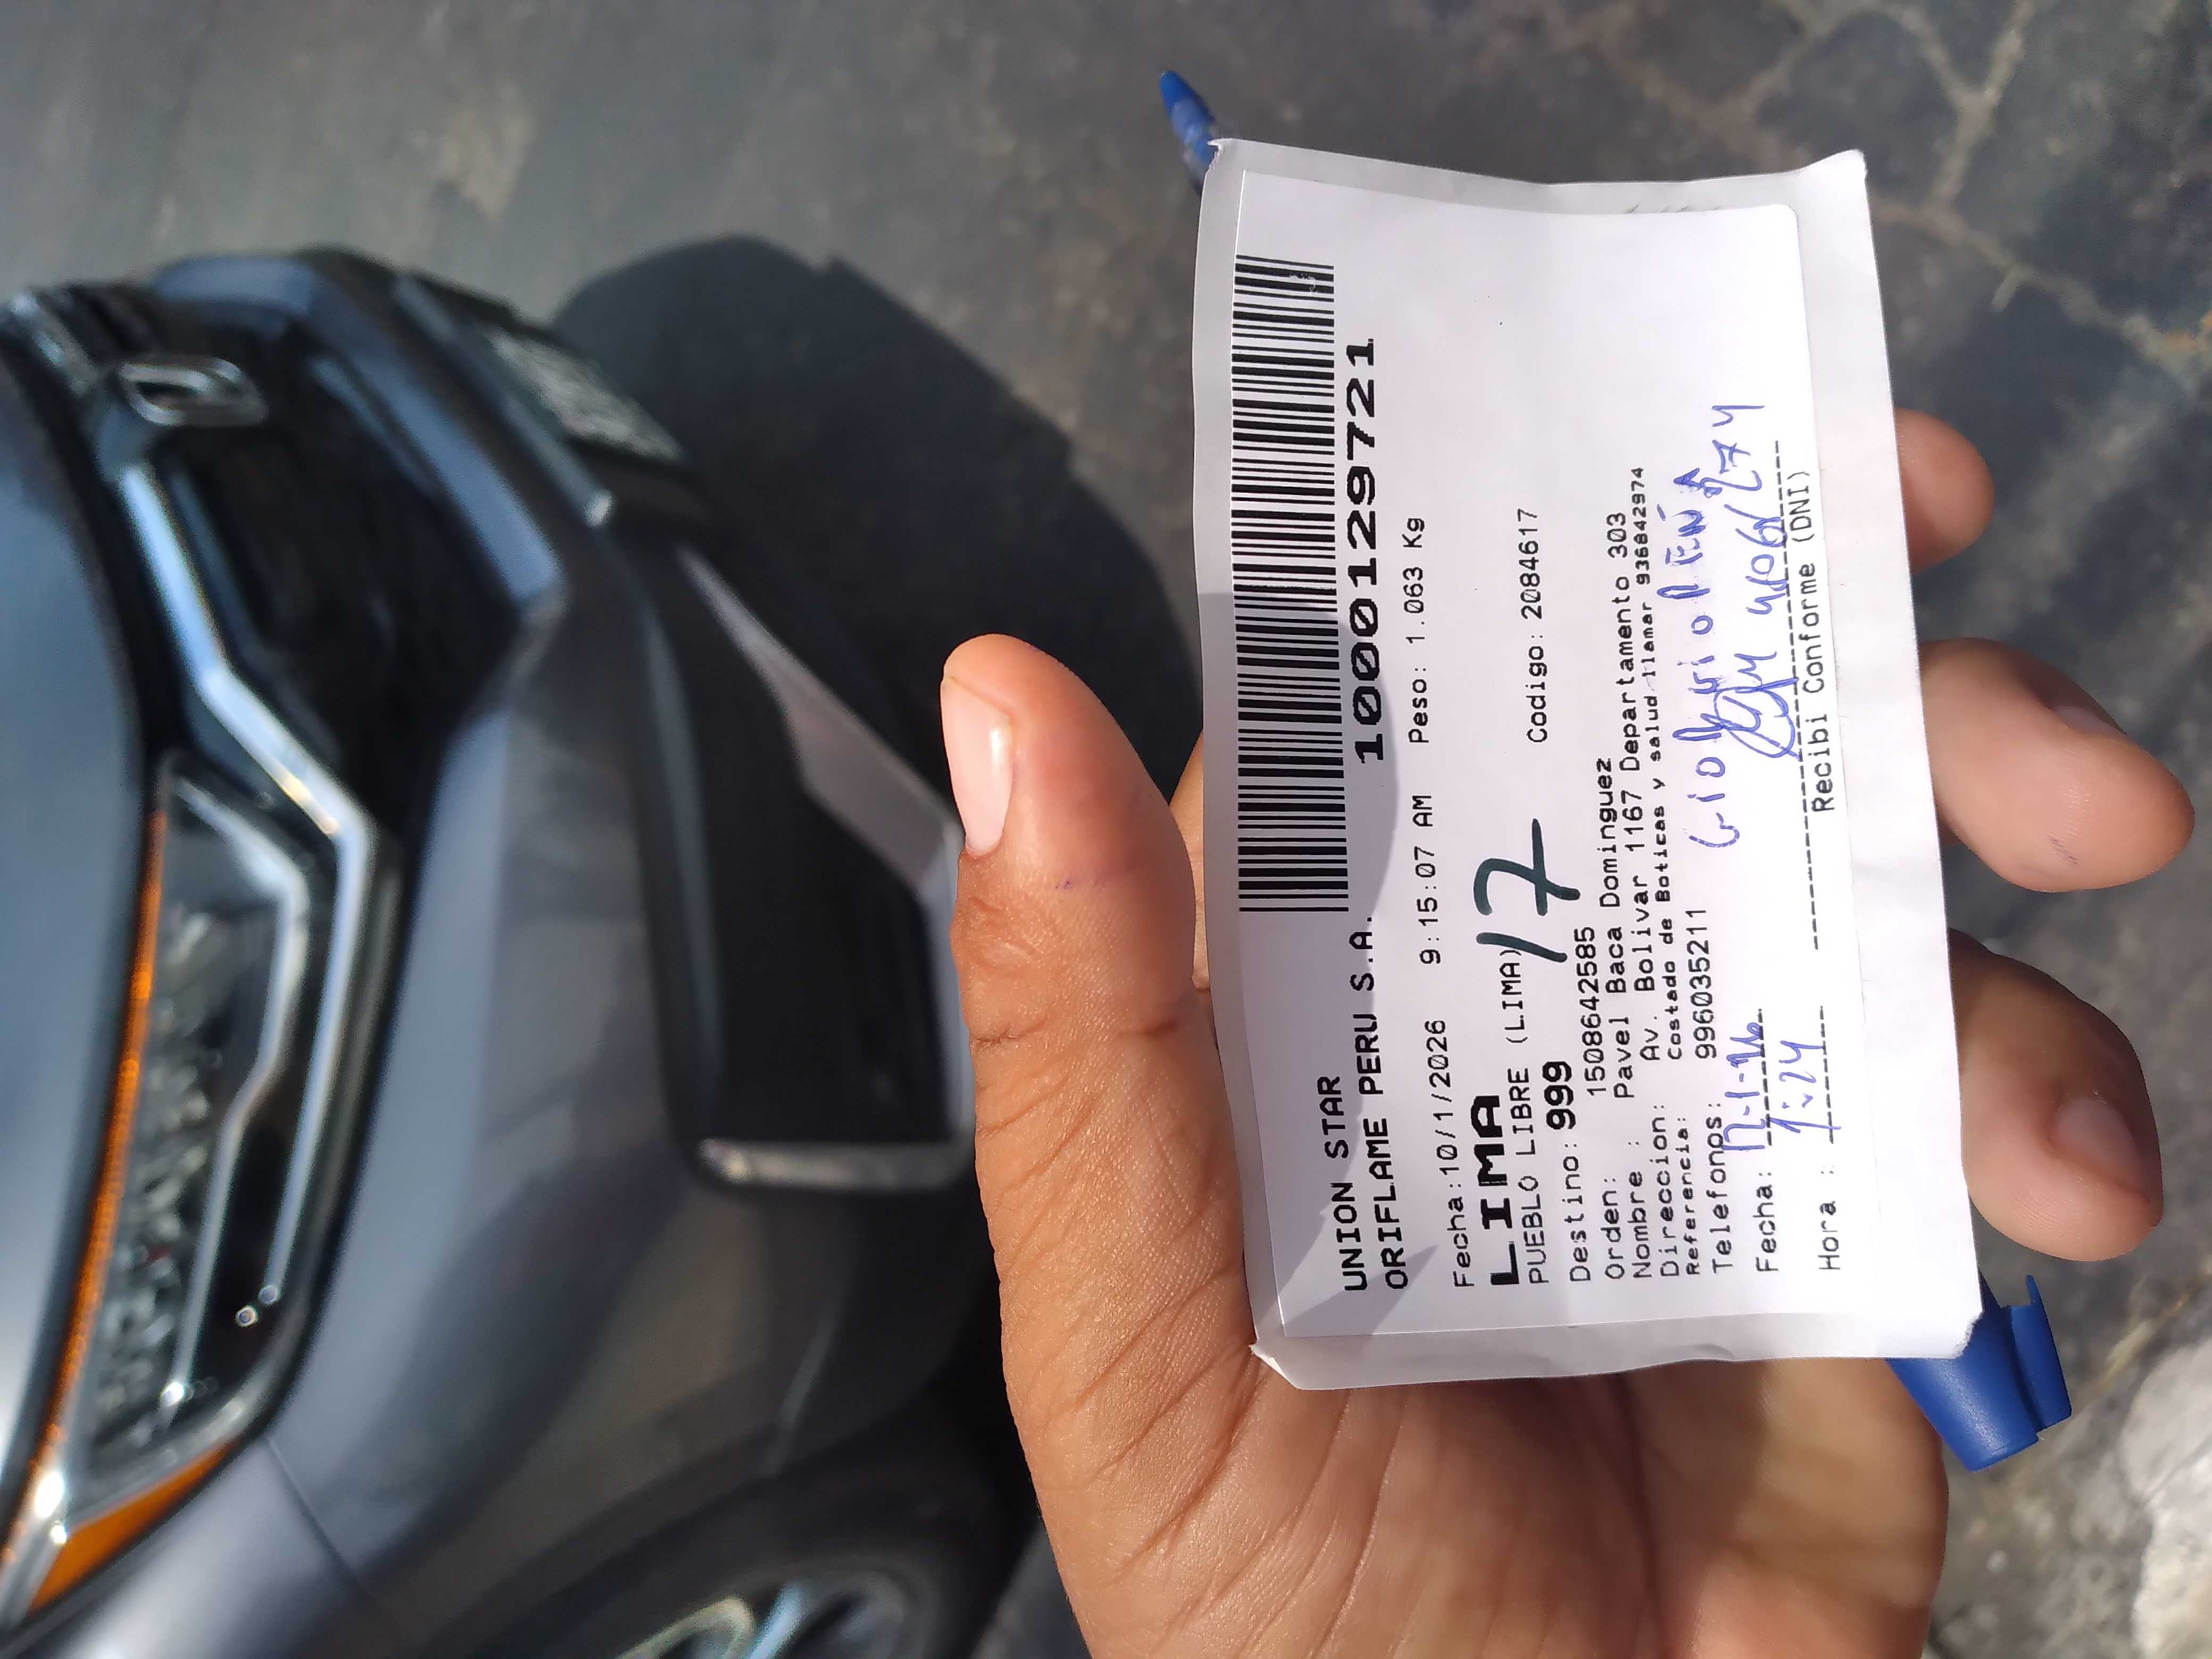 UNION STAR
ORIFLAME PERU S.A. 1000129721
Fecha:10/1/2026 9:15:07 AM Peso: 1.063 Kg
LIMA
PUEBLO LIBRE (LIMA) 17 Codigo: 2084617
Destino: 999
Orden: 1508642585
Nombre : Pavel Baca Dominguez
Direccion: Av. Bolivar 1167 Departamento 303
Referencia: Costado de Boticas y salud llamar 936842974
Telefonos: 996035211
Fecha: 12-1-26
Hora : 1:24
Recibi Conforme (DNI)